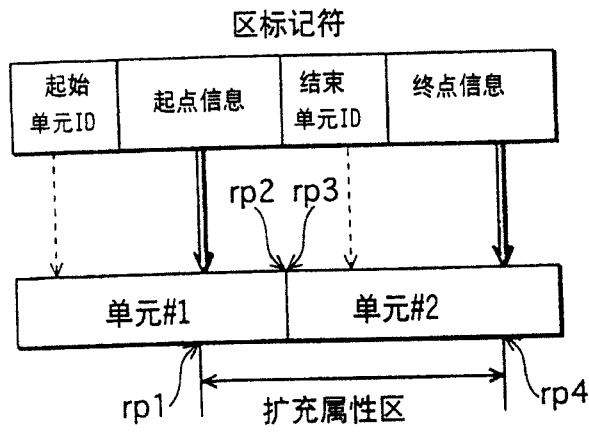 区标记符
起始
单元ID
起点信息
结束
单元ID
终点信息
rp2 rp3
单元#1
单元#2
rp1
扩充属性区
rp4